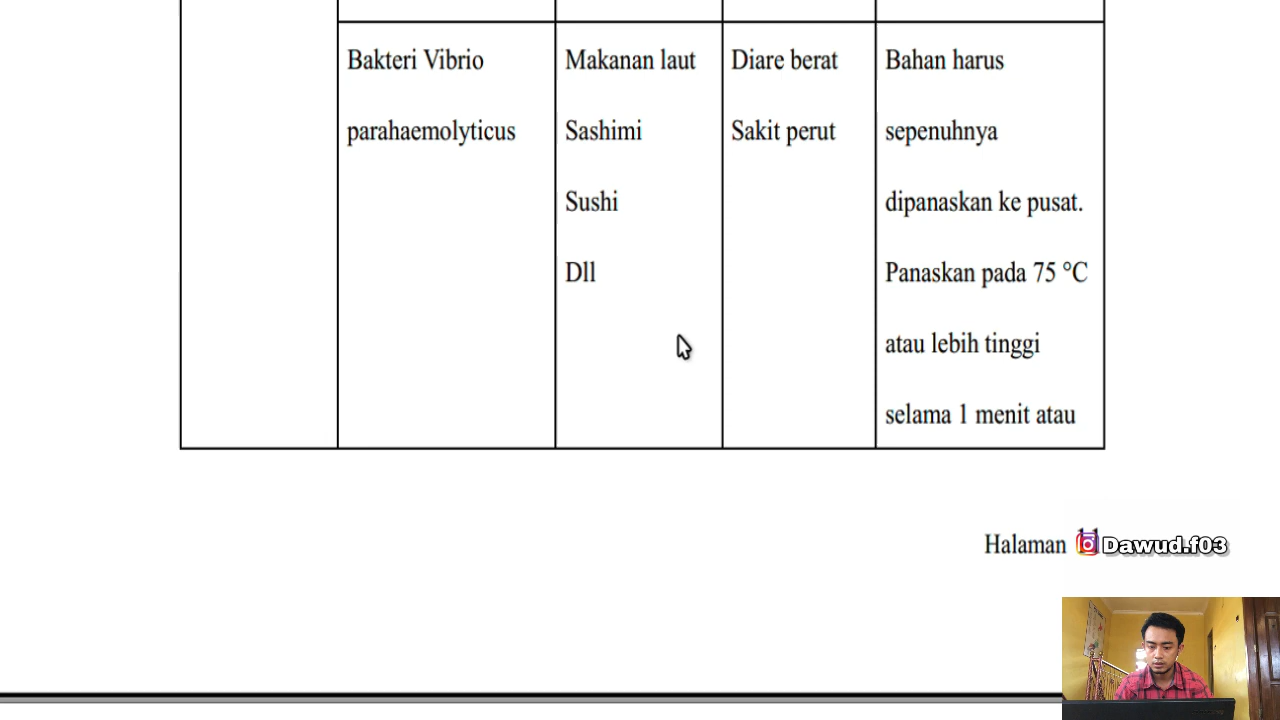 Bakteri Vibrio
parahaemolyticus
Makanan laut
Sashimi
Sushi
Dll
Diare berat
Sakit perut
Bahan harus
sepenuhnya
dipanaskan ke pusat.
Panaskan pada 75 °C
atau lebih tinggi
selama 1 menit atau
Halaman
Dawud.f03